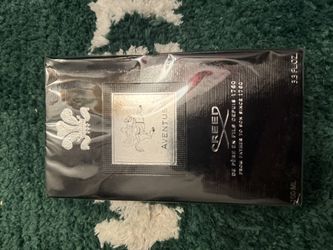 AVENTUS
CREED
DE PÈRE EN FILS DEPUIS 1760
FROM FATHER TO SON SINCE 1760
3.3 FL.OZ.